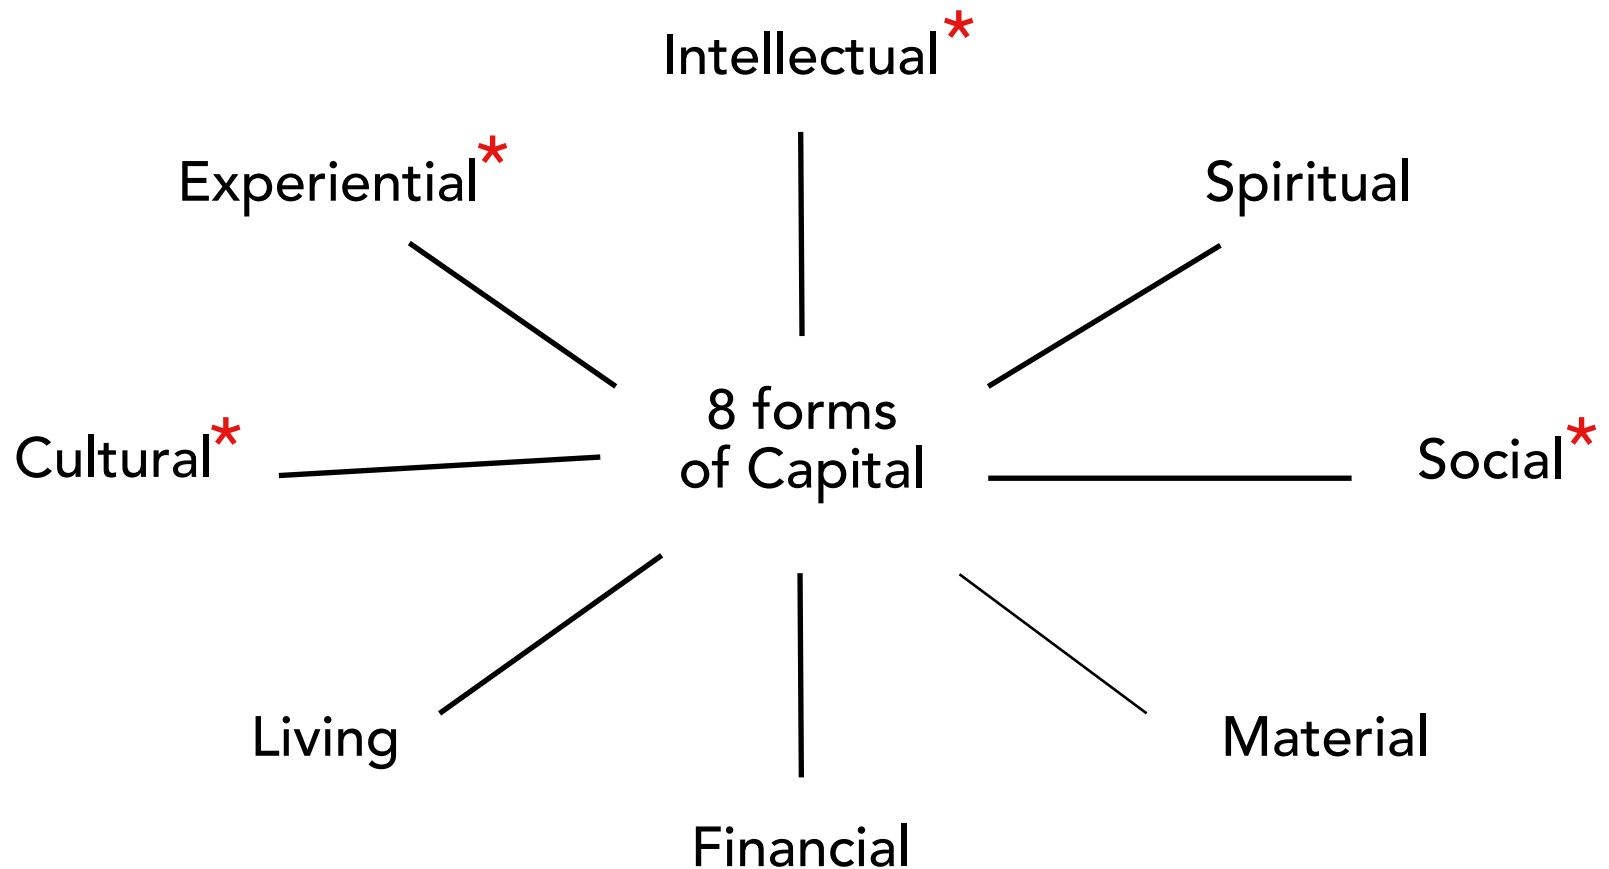 Intellectual*
Experiential*
Spiritual
8 forms
of Capital
Cultural*
Social*
Living
Material
Financial